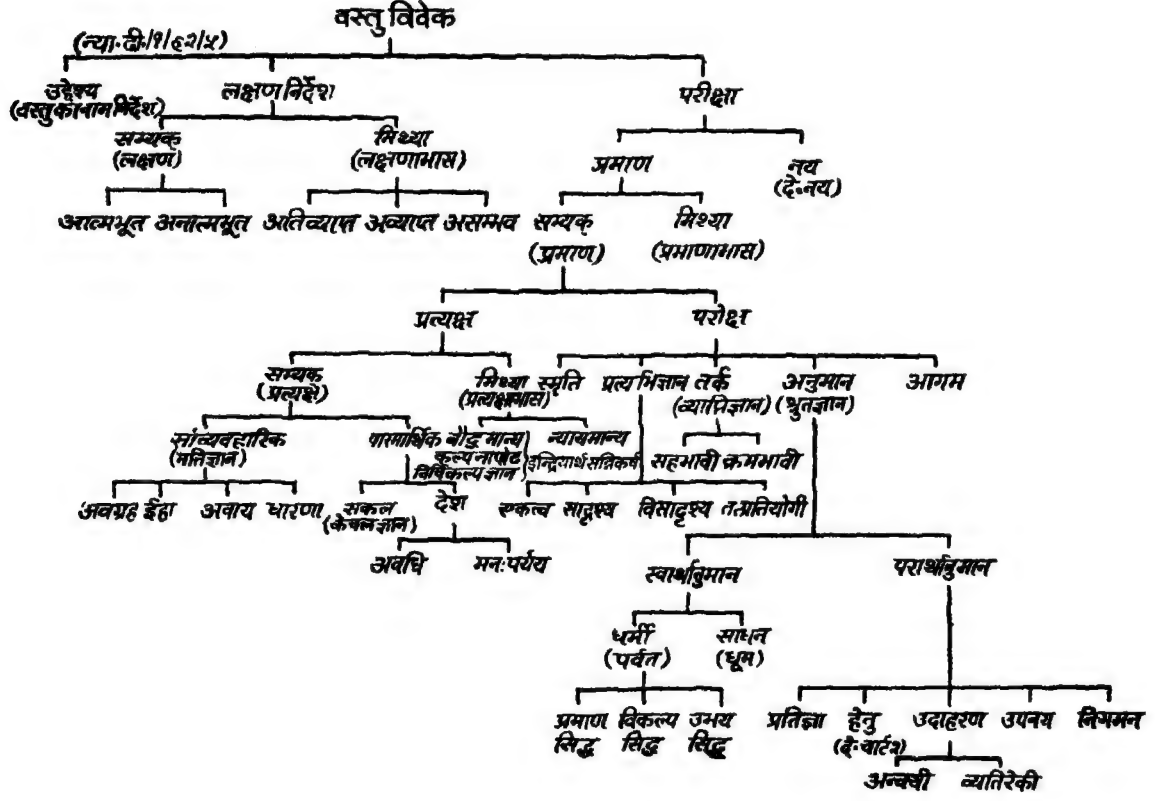 वस्तु विवेक
(न्या.दी/१/§२/५)
उद्देश्य लक्षण निर्देश परीक्षा
(वस्तु का नाम निर्देश)
सम्यक् मिथ्या प्रमाण नय
(लक्षण) (लक्षणाभास) (दे.नय)
आत्मभूत अनात्मभूत अतिव्याप्त अव्याप्त असम्भव सम्यक् मिथ्या
(प्रमाण) (प्रमाणाभास)
प्रत्यक्ष परोक्ष
सम्यक मिथ्या स्मृति प्रत्यभिज्ञान तर्क अनुमान आगम
(प्रत्यक्ष) (प्रत्यक्षाभास) (व्याप्तिज्ञान) (श्रुतज्ञान)
सांव्यवहारिक पारमार्थिक बौद्ध मान्य न्यायमान्य
(मतिज्ञान) कल्पनापोढ इन्द्रियार्थ सन्निकर्ष सहभावी क्रमभावी
निर्विकल्प ज्ञान
अवग्रह ईहा अवाय धारणा सकल देश एकत्व सादृश्य विसादृश्य तत्प्रतियोगी
(केवलज्ञान)
अवधि मनःपर्यय स्वार्थानुमान परार्थानुमान
धर्मी साधन
(पर्वत) (धूम)
प्रमाण विकल्प उभय प्रतिज्ञा हेतु उदाहरण उपनय निगमन
सिद्ध सिद्ध सिद्ध (दे.चार्ट२)
अन्वयी व्यतिरेकी